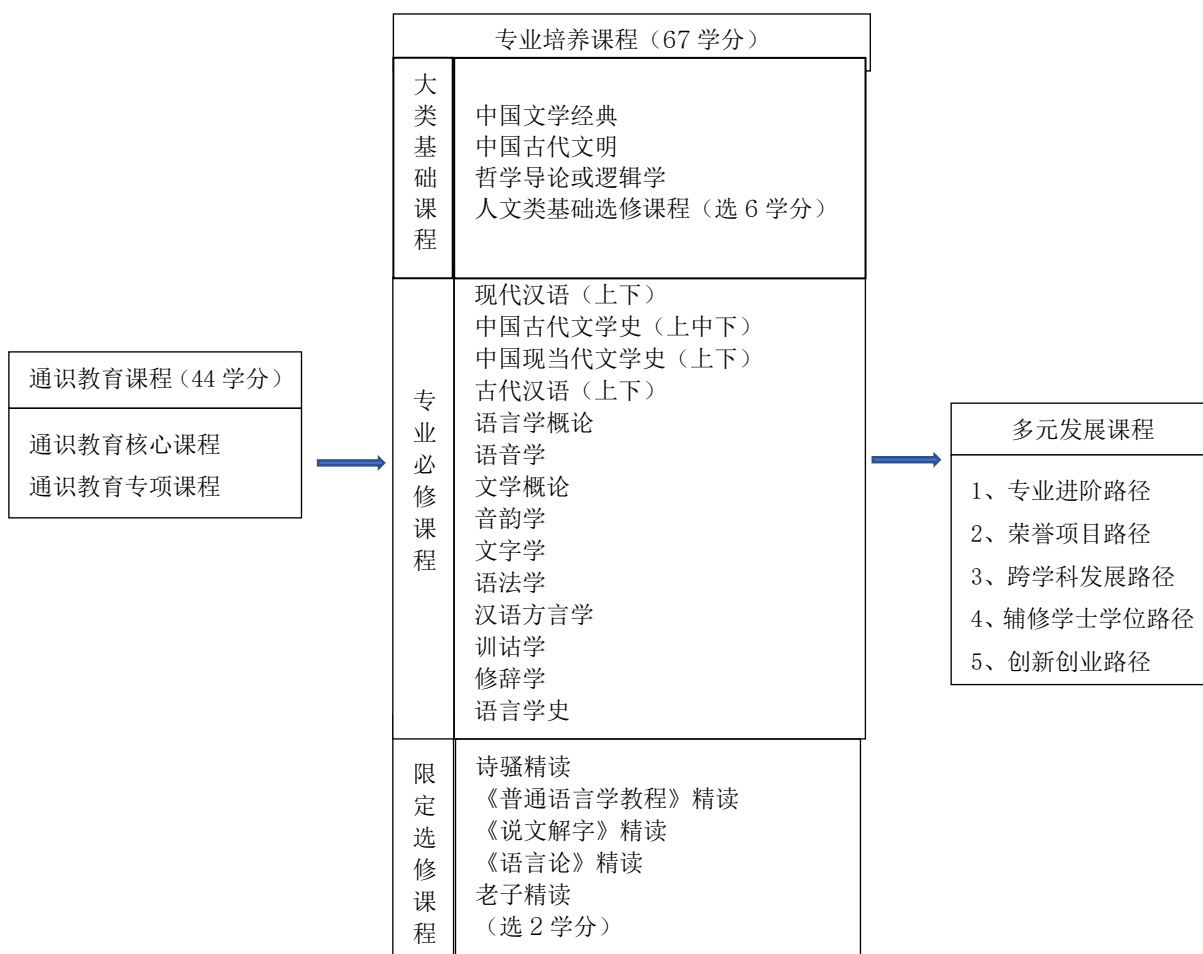 通识教育课程（44 学分）
通识教育核心课程
通识教育专项课程
专业培养课程（67 学分）
大类基础课程
中国文学经典
中国古代文明
哲学导论或逻辑学
人文类基础选修课程（选 6 学分）
专业必修课程
现代汉语（上下）
中国古代文学史（上中下）
中国现当代文学史（上下）
古代汉语（上下）
语言学概论
语音学
文学概论
音韵学
文字学
语法学
汉语方言学
训诂学
修辞学
语言学史
限定选修课程
诗骚精读
《普通语言学教程》精读
《说文解字》精读
《语言论》精读
老子精读
（选 2 学分）
多元发展课程
1、专业进阶路径
2、荣誉项目路径
3、跨学科发展路径
4、辅修学士学位路径
5、创新创业路径